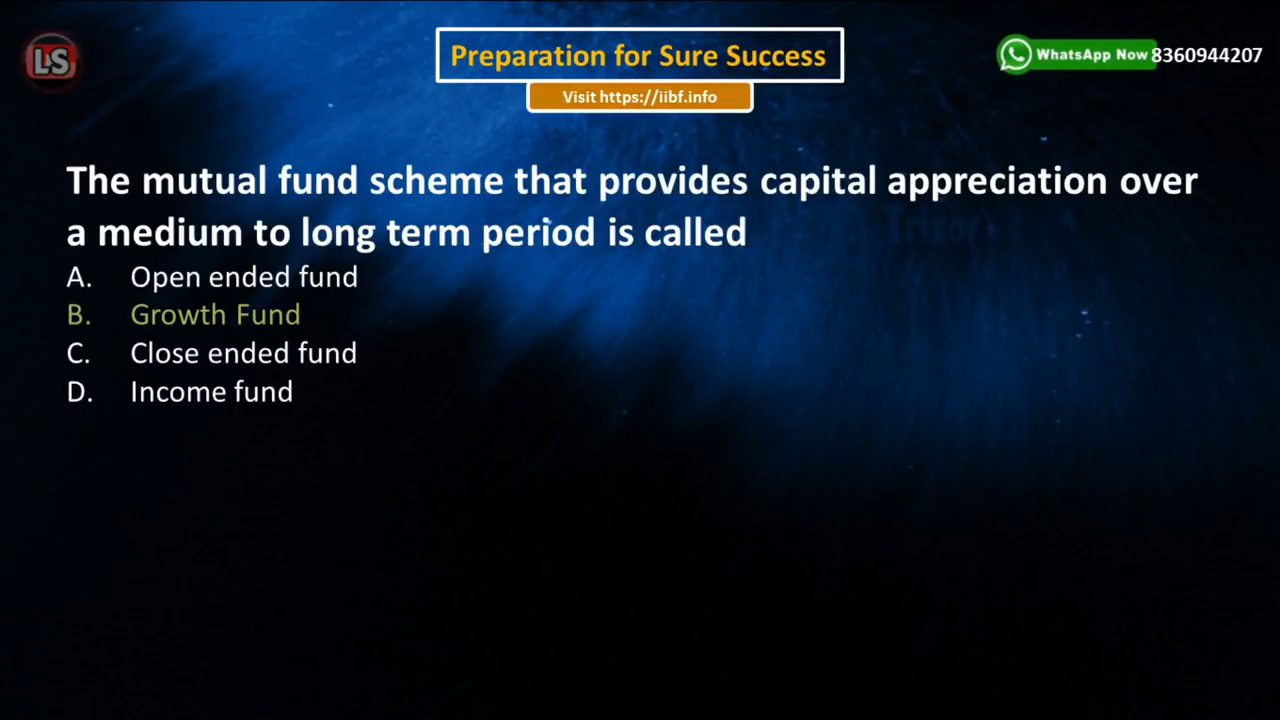 LS
Preparation for Sure Success
WhatsApp Now 8360944207
Visit https://iibf.info
The mutual fund scheme that provides capital appreciation over
a medium to long term period is called
A. Open ended fund
B. Growth Fund
C. Close ended fund
D. Income fund